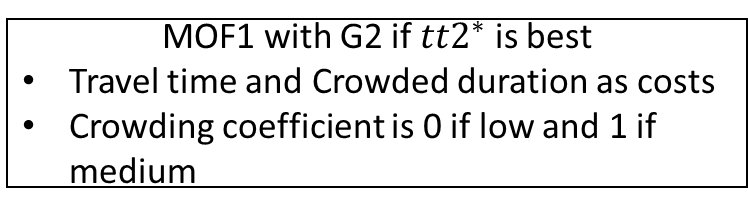 MOF1 with G2 if tt2* is best
• Travel time and Crowded duration as costs
• Crowding coefficient is 0 if low and 1 if
medium